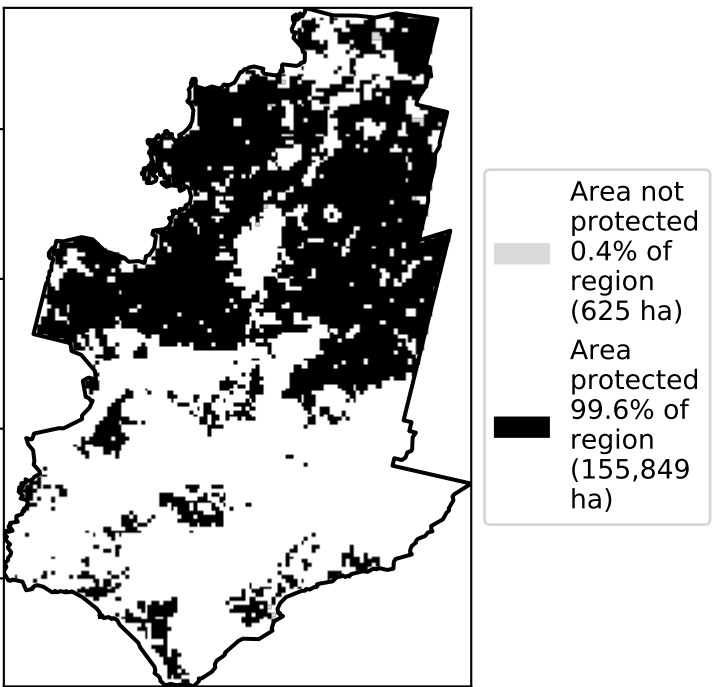 Area not
protected
0.4% of
region
(625 ha)
Area
protected
99.6% of
region
(155,849
ha)